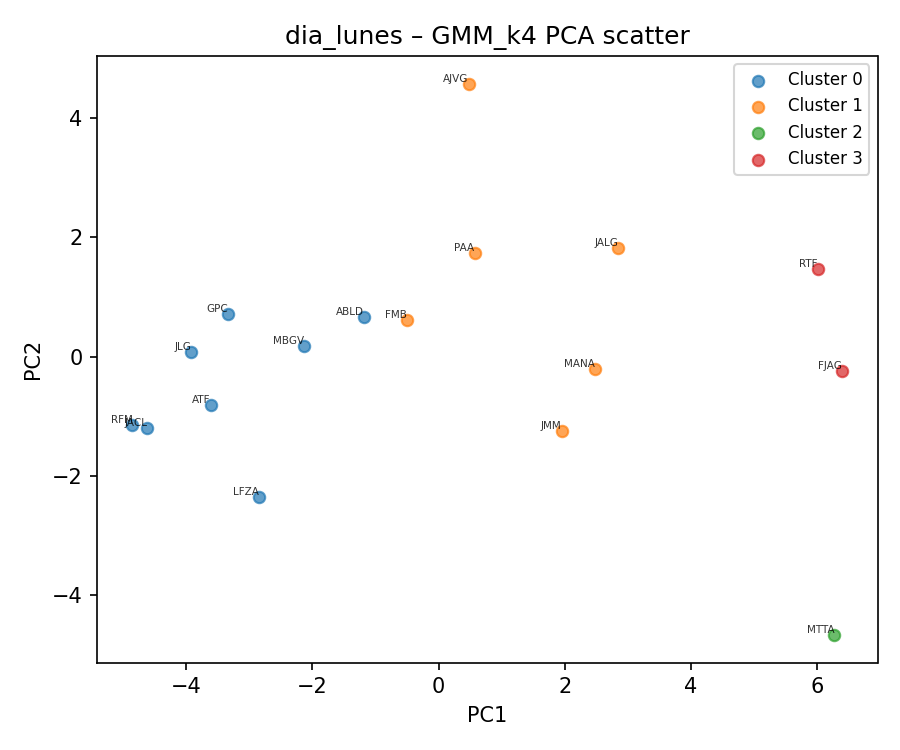 dia_lunes – GMM_k4 PCA scatter
Cluster 0
Cluster 1
Cluster 2
Cluster 3
AJVG
PAA
JALG
RTF
GPC
ABLD
FMB
MBGV
JLG
MANA
FJAG
ATF
RFM
JACL
JMM
LFZA
MTTA
4
2
0
−2
−4
PC2
−4
−2
0
2
4
6
PC1